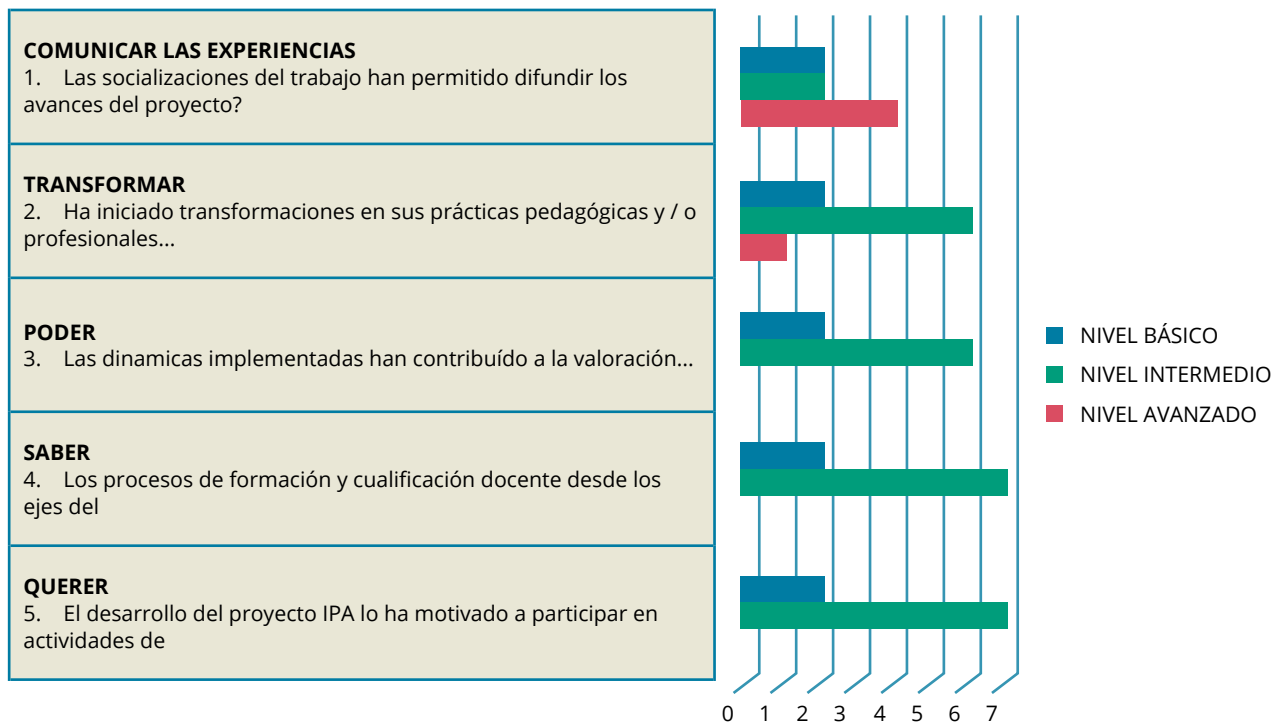 COMUNICAR LAS EXPERIENCIAS
1. Las socializaciones del trabajo han permitido difundir los
avances del proyecto?
TRANSFORMAR
2. Ha iniciado transformaciones en sus prácticas pedagógicas y / o
profesionales...
PODER
3. Las dinamicas implementadas han contribuído a la valoración...
SABER
4. Los procesos de formación y cualificación docente desde los
ejes del
QUERER
5. El desarrollo del proyecto IPA lo ha motivado a participar en
actividades de
NIVEL BÁSICO
NIVEL INTERMEDIO
NIVEL AVANZADO
0 1 2 3 4 5 6 7